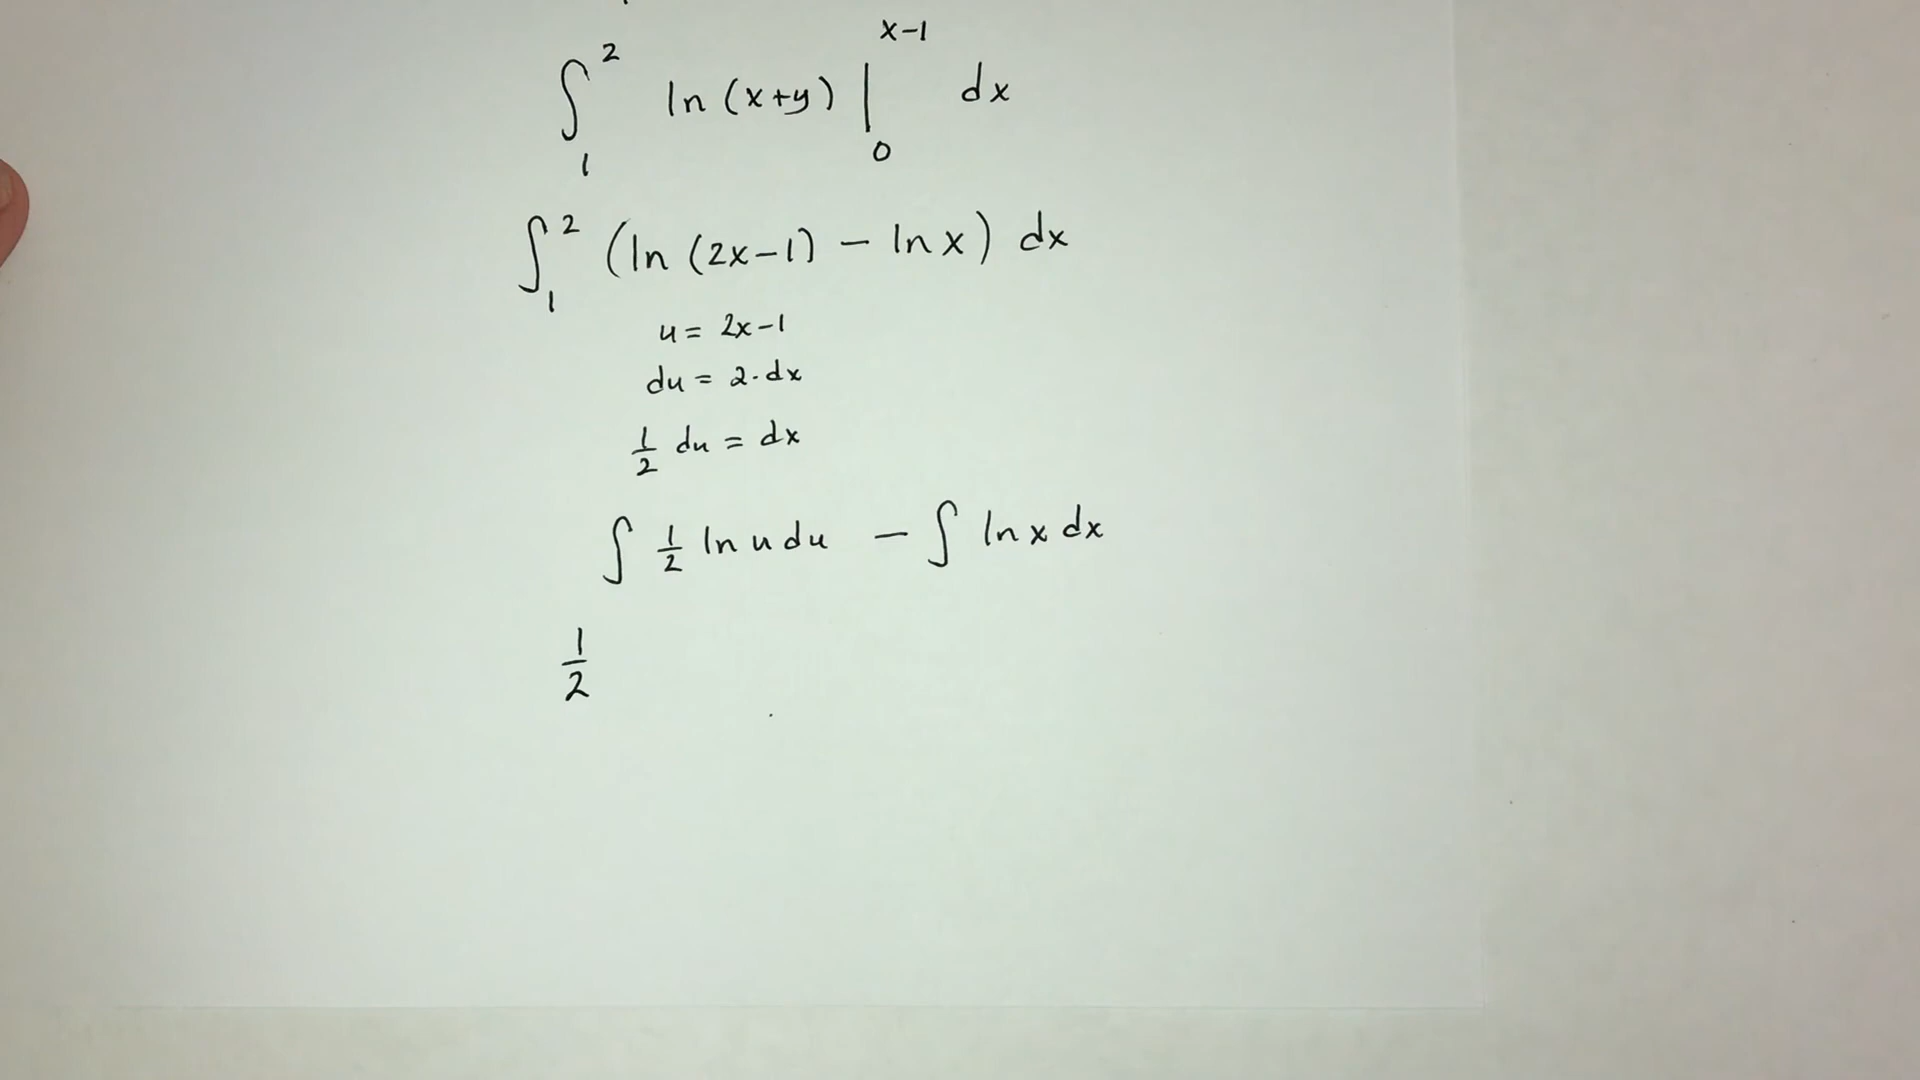 ∫₁² ln(x+y) |₀ˣ⁻¹ dx
∫₁² (ln(2x-1) - ln x) dx
u = 2x-1
du = 2·dx
1/2 du = dx
∫ 1/2 ln u du - ∫ ln x dx
1/2